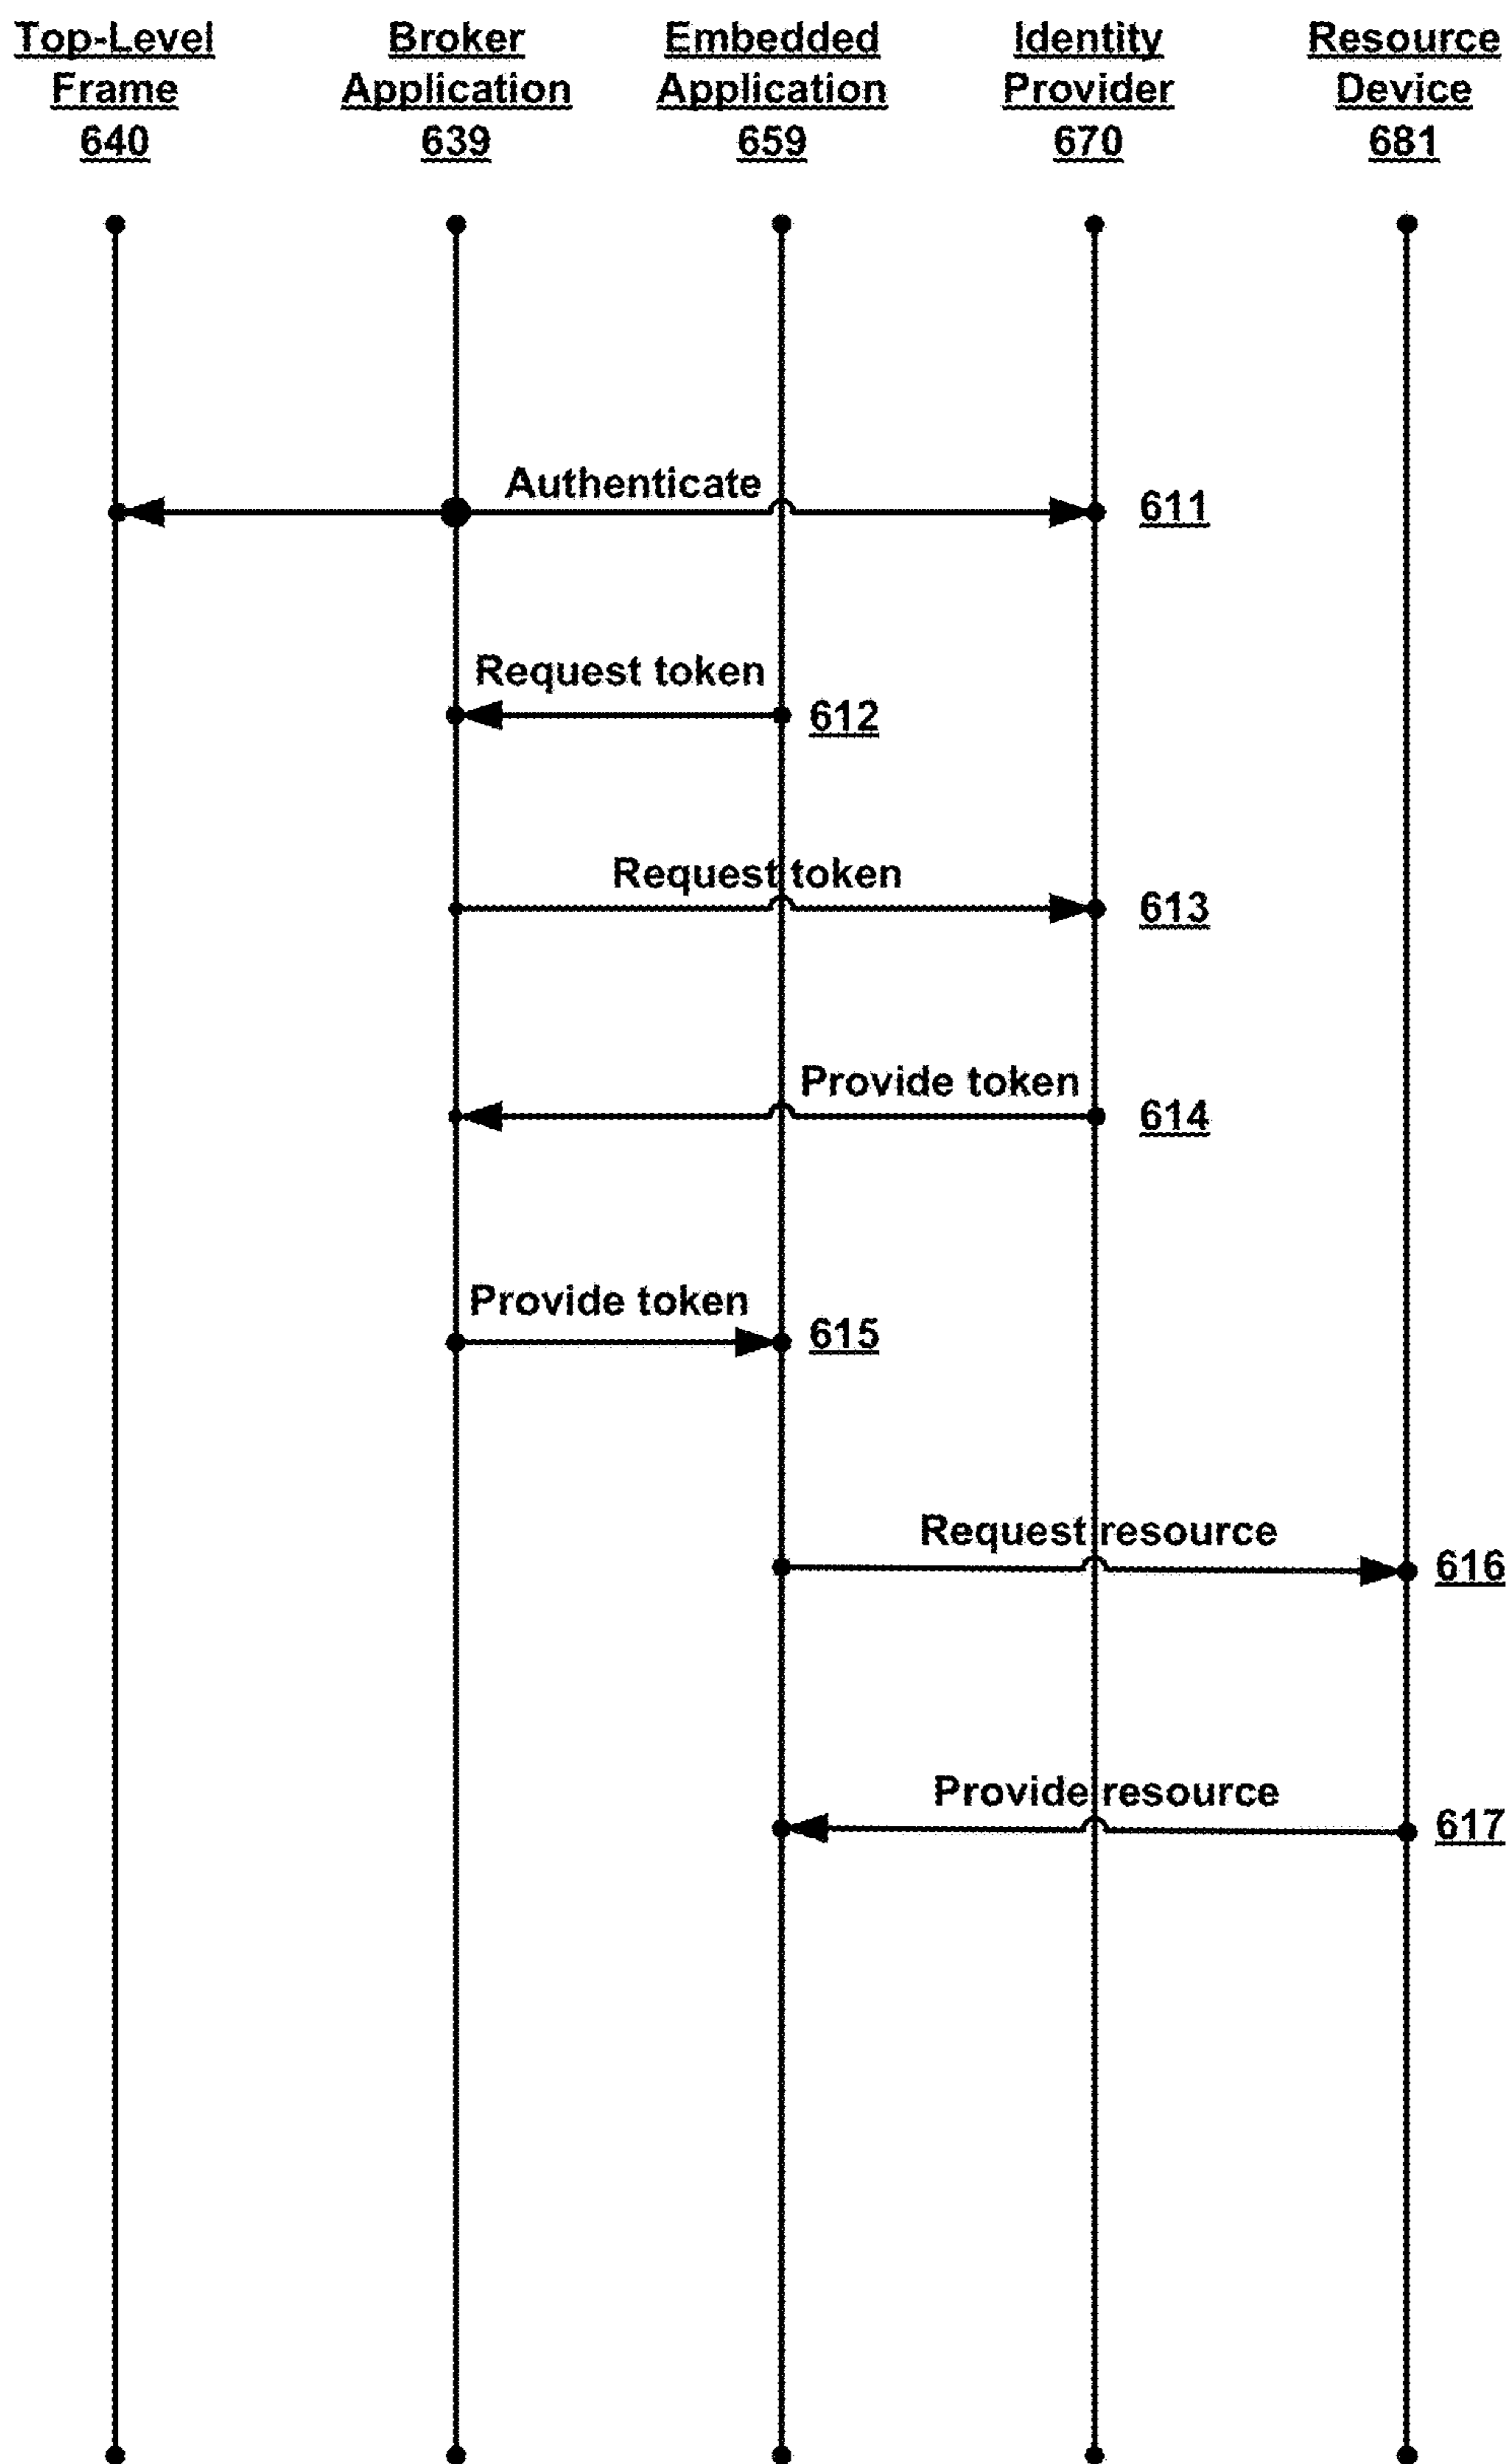 Top-Level
Frame
640
Broker
Application
639
Embedded
Application
659
Identity
Provider
670
Resource
Device
681
Authenticate
611
Request token
612
Request token
613
Provide token
614
Provide token
615
Request resource
616
Provide resource
617